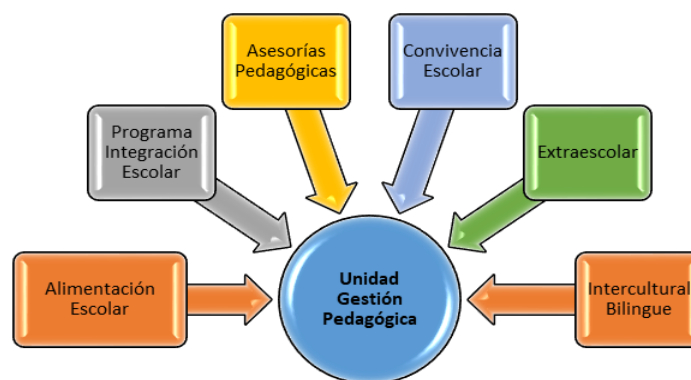 Asesorías
Pedagógicas
Convivencia
Escolar
Programa
Integración
Escolar
Extraescolar
Alimentación
Escolar
Unidad
Gestión
Pedagógica
Intercultural
Bilingue